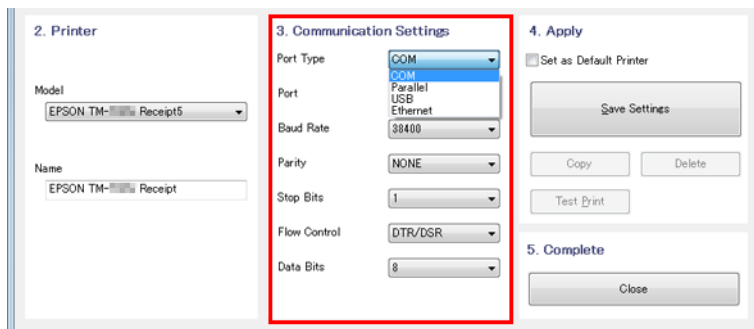 2. Printer
Model
EPSON TM- Receipt5
Name
EPSON TM- Receipt
3. Communication Settings
Port Type
COM
COM
Parallel
USB
Ethernet
Port
Baud Rate
38400
Parity
NONE
Stop Bits
1
Flow Control
DTR/DSR
Data Bits
8
4. Apply
Set as Default Printer
Save Settings
Copy
Delete
Test Print
5. Complete
Close